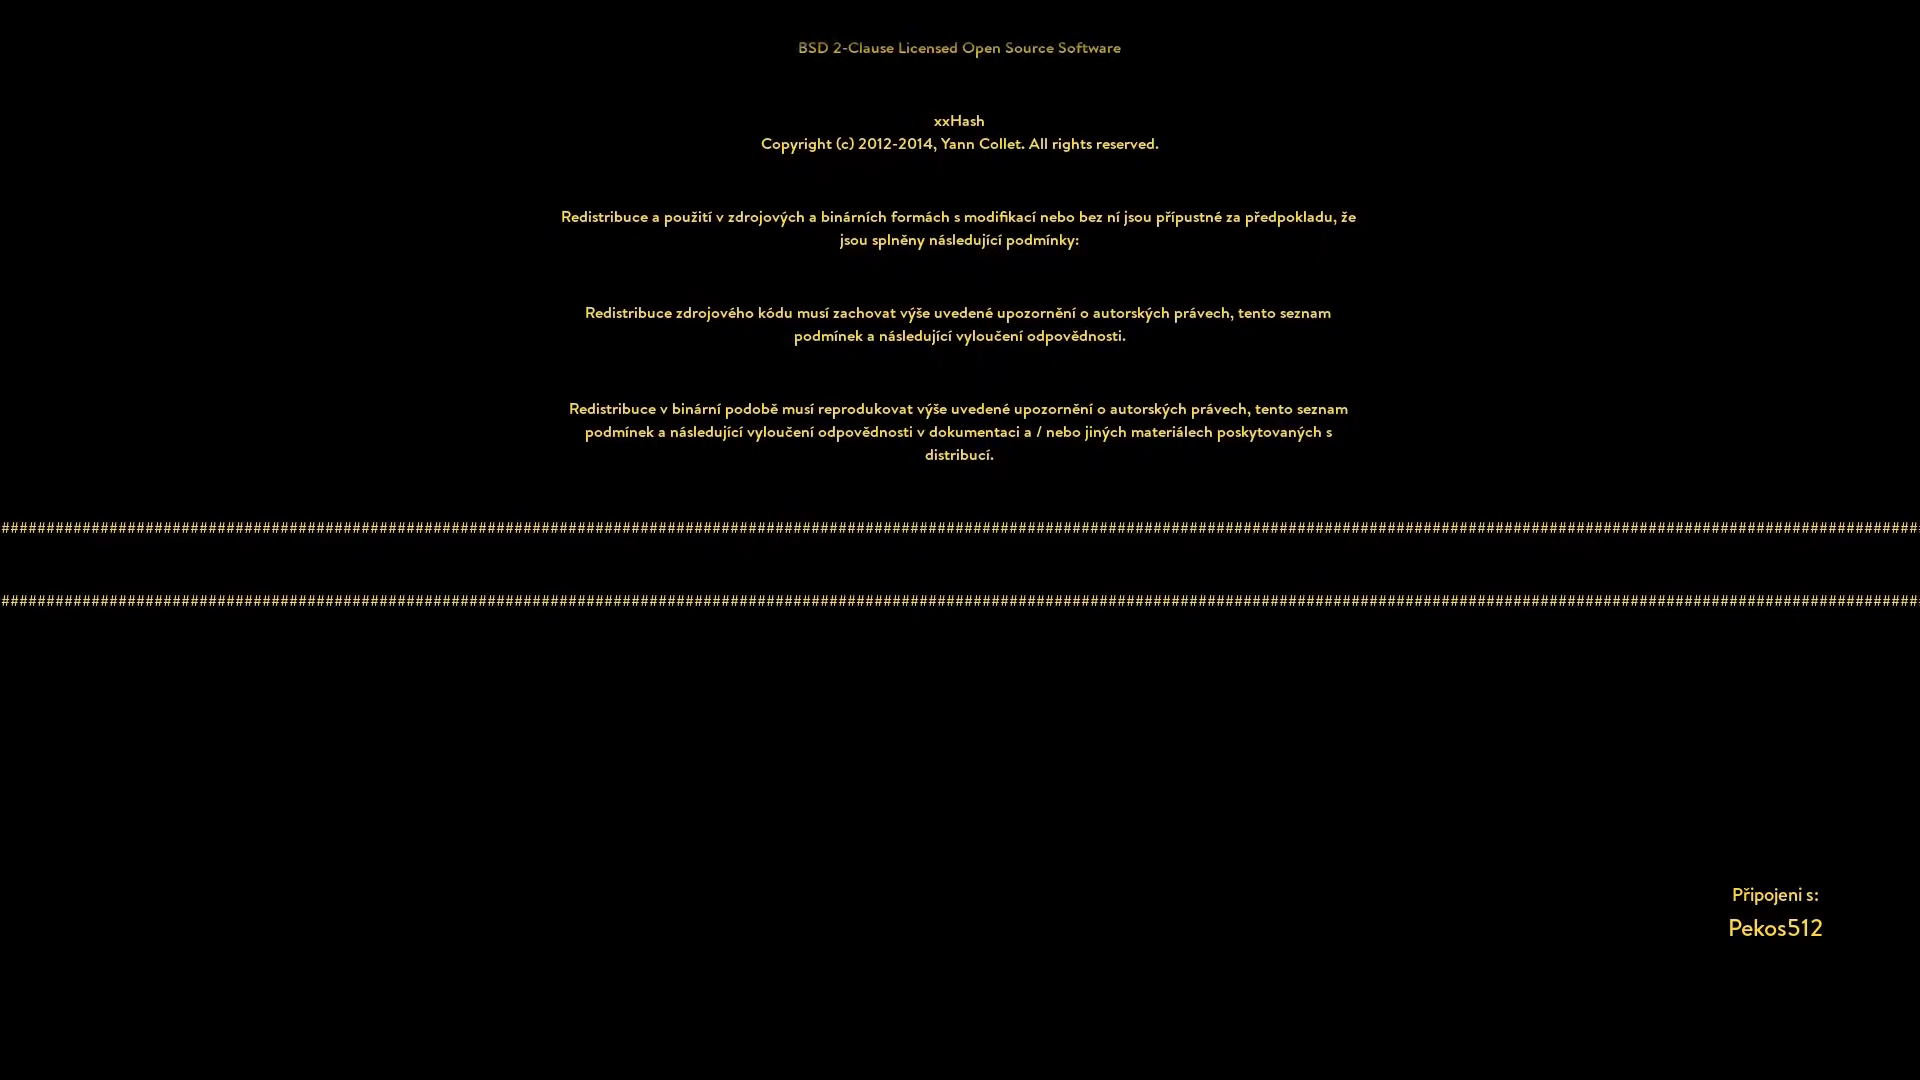 BSD 2-Clause Licensed Open Source Software
xxHash
Copyright (c) 2012-2014, Yann Collet. All rights reserved.
Redistribuce a použití v zdrojových a binárních formách s modifikací nebo bez ní jsou přípustné za předpokladu, že
jsou splněny následující podmínky:
Redistribuce zdrojového kódu musí zachovat výše uvedené upozornění o autorských právech, tento seznam
podmínek a následující vyloučení odpovědnosti.
Redistribuce v binární podobě musí reprodukovat výše uvedené upozornění o autorských právech, tento seznam
podmínek a následující vyloučení odpovědnosti v dokumentaci a / nebo jiných materiálech poskytovaných s
distribucí.
Připojeni s:
Pekos512